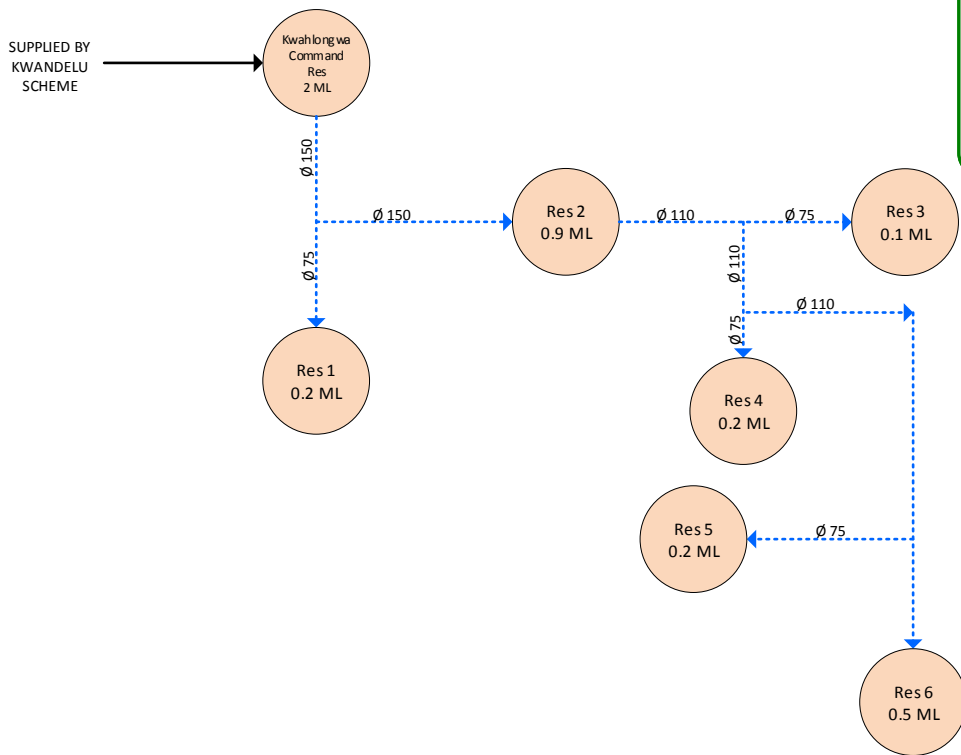 SUPPLIED BY
KWANDELU
SCHEME
Kwahlongwa
Command
Res
2 ML
Ø 150
Ø 150
Ø 75
Res 2
0.9 ML
Ø 110
Ø 75
Res 3
0.1 ML
Ø 110
Ø 110
Ø 75
Res 1
0.2 ML
Res 4
0.2 ML
Res 5
0.2 ML
Ø 75
Res 6
0.5 ML